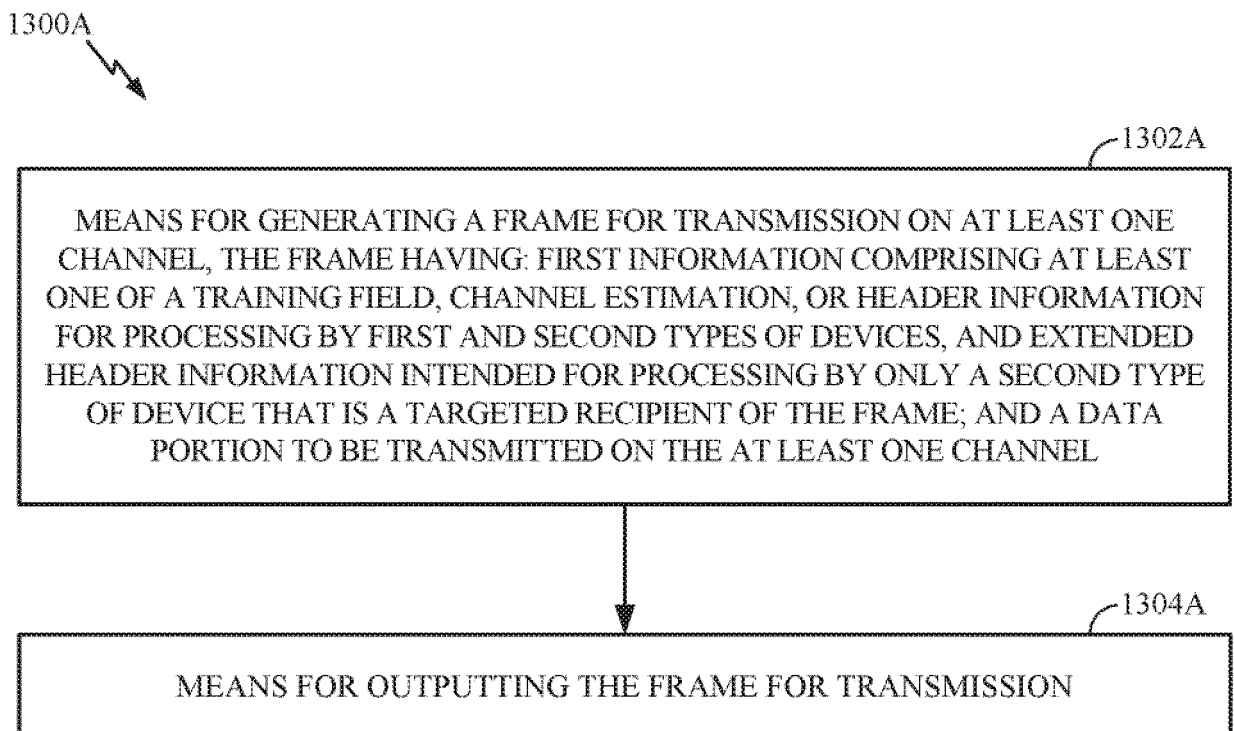 1300A
1302A
MEANS FOR GENERATING A FRAME FOR TRANSMISSION ON AT LEAST ONE
CHANNEL, THE FRAME HAVING: FIRST INFORMATION COMPRISING AT LEAST
ONE OF A TRAINING FIELD, CHANNEL ESTIMATION, OR HEADER INFORMATION
FOR PROCESSING BY FIRST AND SECOND TYPES OF DEVICES, AND EXTENDED
HEADER INFORMATION INTENDED FOR PROCESSING BY ONLY A SECOND TYPE
OF DEVICE THAT IS A TARGETED RECIPIENT OF THE FRAME; AND A DATA
PORTION TO BE TRANSMITTED ON THE AT LEAST ONE CHANNEL
1304A
MEANS FOR OUTPUTTING THE FRAME FOR TRANSMISSION